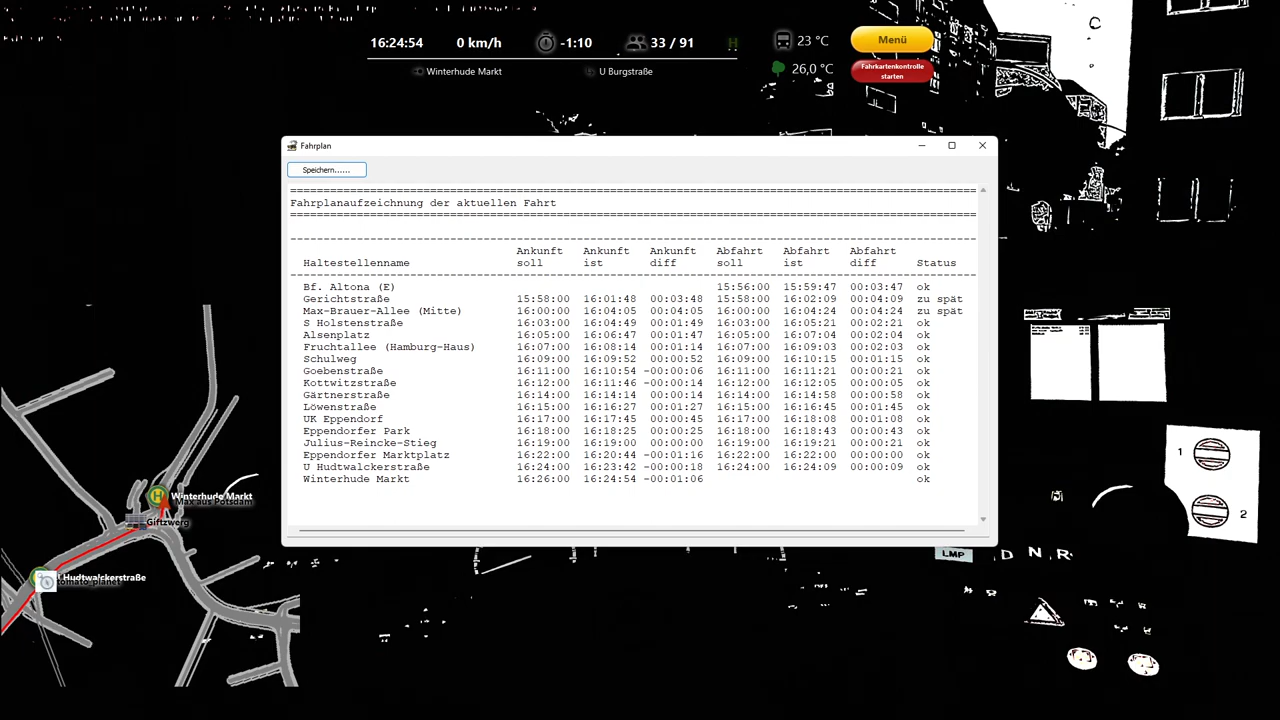 16:24:54 0 km/h -1:10 33 / 91 H 23 °C Menü
Winterhude Markt U Burgstraße 26,0 °C Fahrkartenkontrolle
starten
Fahrplan
Speichern......
Fahrplanaufzeichnung der aktuellen Fahrt
Ankunft Ankunft Ankunft Abfahrt Abfahrt Abfahrt
Haltestellenname soll ist diff soll ist diff Status
Bf. Altona (E) 15:56:00 15:59:47 00:03:47 ok
Gerichtstraße 15:58:00 16:01:48 00:03:48 15:58:00 16:02:09 00:04:09 zu spät
Max-Brauer-Allee (Mitte) 16:00:00 16:04:05 00:04:05 16:00:00 16:04:24 00:04:24 zu spät
S Holstenstraße 16:03:00 16:04:49 00:01:49 16:03:00 16:05:21 00:02:21 ok
Alsenplatz 16:05:00 16:06:47 00:01:47 16:05:00 16:07:04 00:02:04 ok
Fruchtallee (Hamburg-Haus) 16:07:00 16:08:14 00:01:14 16:07:00 16:09:03 00:02:03 ok
Schulweg 16:09:00 16:09:52 00:00:52 16:09:00 16:10:15 00:01:15 ok
Goebenstraße 16:11:00 16:10:54 -00:00:06 16:11:00 16:11:21 00:00:21 ok
Kottwitzstraße 16:12:00 16:11:46 -00:00:14 16:12:00 16:12:05 00:00:05 ok
Gärtnerstraße 16:14:00 16:14:14 00:00:14 16:14:00 16:14:58 00:00:58 ok
Löwenstraße 16:15:00 16:16:27 00:01:27 16:15:00 16:16:45 00:01:45 ok
UK Eppendorf 16:17:00 16:17:45 00:00:45 16:17:00 16:18:08 00:01:08 ok
Eppendorfer Park 16:18:00 16:18:25 00:00:25 16:18:00 16:18:43 00:00:43 ok
Julius-Reincke-Stieg 16:19:00 16:19:00 00:00:00 16:19:00 16:19:21 00:00:21 ok
Eppendorfer Marktplatz 16:22:00 16:20:44 -00:01:16 16:22:00 16:22:00 00:00:00 ok
U Hudtwalckerstraße 16:24:00 16:23:42 -00:00:18 16:24:00 16:24:09 00:00:09 ok
Winterhude Markt 16:26:00 16:24:54 -00:01:06 ok
H Winterhude Markt
Max aus Potsdam
Giftzwerg
U Hudtwalckerstraße
tomato_planet
1
2
LMP D N R